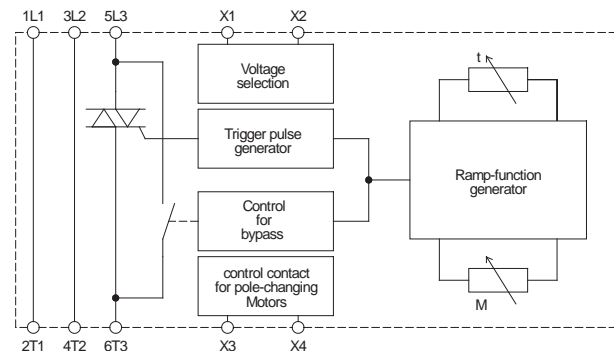 1L1 3L2 5L3 X1 X2
Voltage
selection
t
Trigger pulse
generator
Ramp-function
generator
Control
for
bypass
control contact
for pole-changing
Motors
M
2T1 4T2 6T3 X3 X4